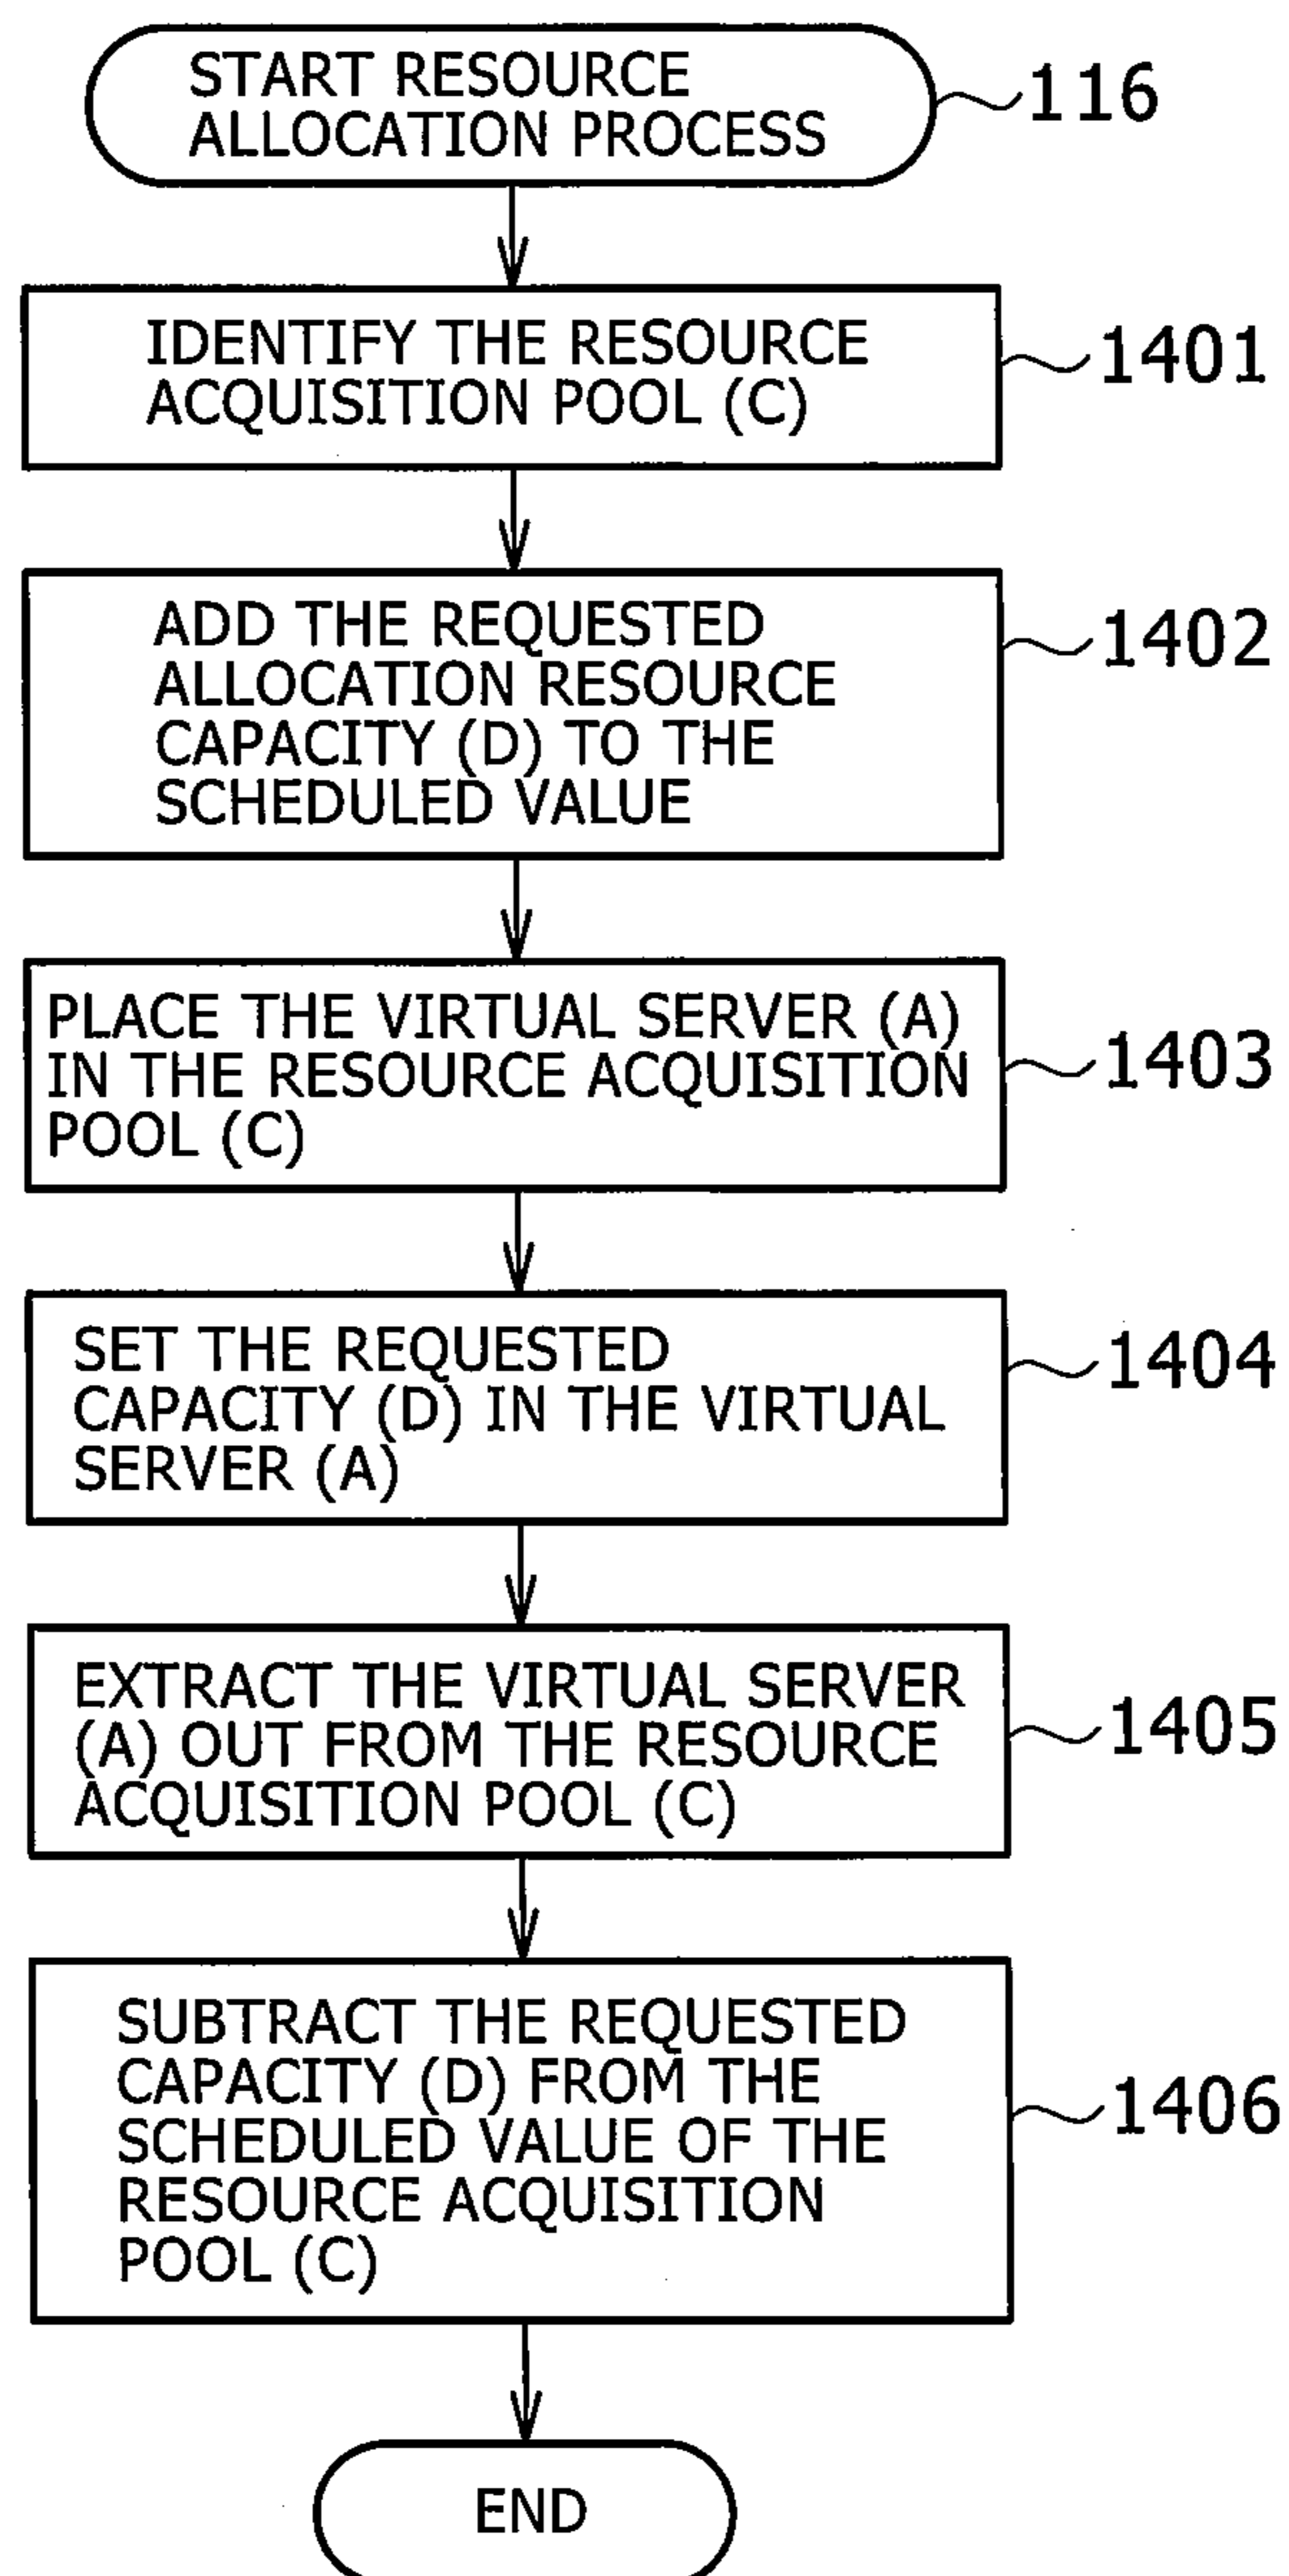 START RESOURCE
ALLOCATION PROCESS
116
IDENTIFY THE RESOURCE
ACQUISITION POOL (C)
1401
ADD THE REQUESTED
ALLOCATION RESOURCE
CAPACITY (D) TO THE
SCHEDULED VALUE
1402
PLACE THE VIRTUAL SERVER (A)
IN THE RESOURCE ACQUISITION
POOL (C)
1403
SET THE REQUESTED
CAPACITY (D) IN THE VIRTUAL
SERVER (A)
1404
EXTRACT THE VIRTUAL SERVER
(A) OUT FROM THE RESOURCE
ACQUISITION POOL (C)
1405
SUBTRACT THE REQUESTED
CAPACITY (D) FROM THE
SCHEDULED VALUE OF THE
RESOURCE ACQUISITION
POOL (C)
1406
END